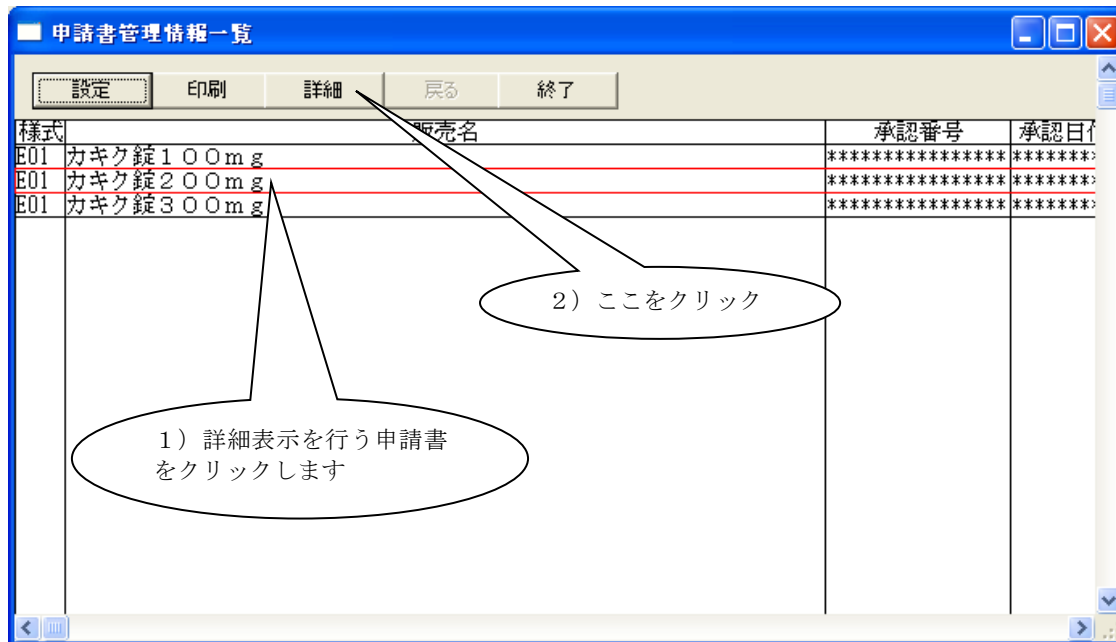 申請書管理情報一覧
設定 印刷 詳細 戻る 終了
様式 販売名 承認番号 承認日付
E01 カキク錠１００ｍｇ **************** *******
E01 カキク錠２００ｍｇ **************** *******
E01 カキク錠３００ｍｇ **************** *******
２）ここをクリック
１）詳細表示を行う申請書
をクリックします